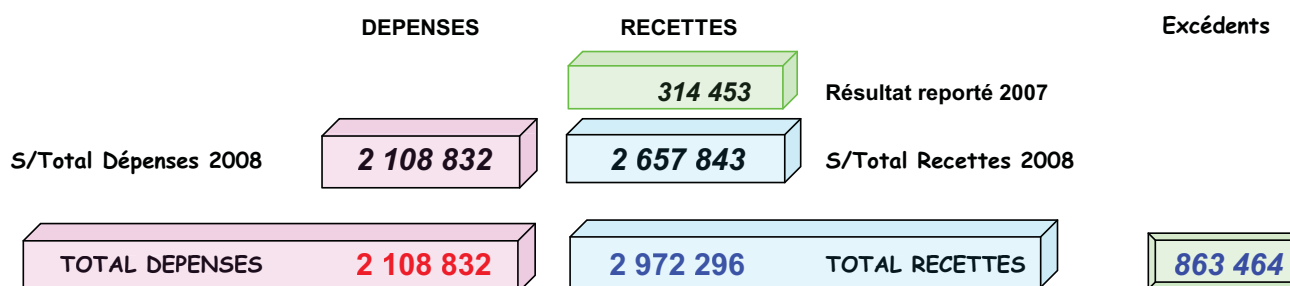 DEPENSES RECETTES Excédents
314 453 Résultat reporté 2007
S/Total Dépenses 2008 2 108 832 2 657 843 S/Total Recettes 2008
TOTAL DEPENSES 2 108 832 2 972 296 TOTAL RECETTES 863 464